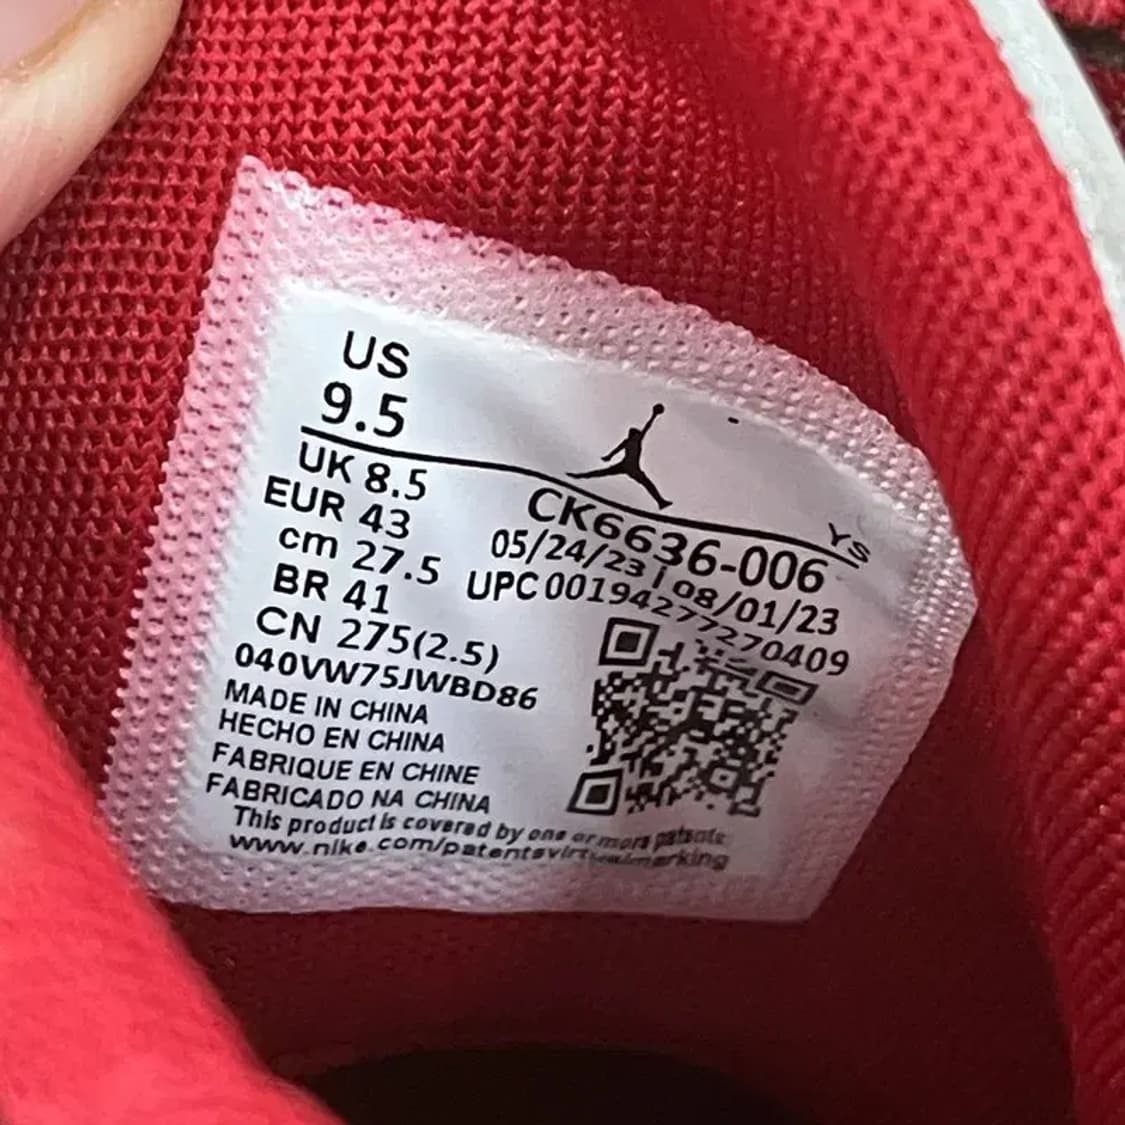 US
9.5
UK 8.5
EUR 43
cm 27.5
BR 41
CN 275(2.5)
040VW75JWBD86
MADE IN CHINA
HECHO EN CHINA
FABRIQUE EN CHINE
FABRICADO NA CHINA
This product is covered by one or more patents
www.nike.com/patentsvirtualmarking
YS
CK6636-006
05/24/23 | 08/01/23
UPC 00194277270409